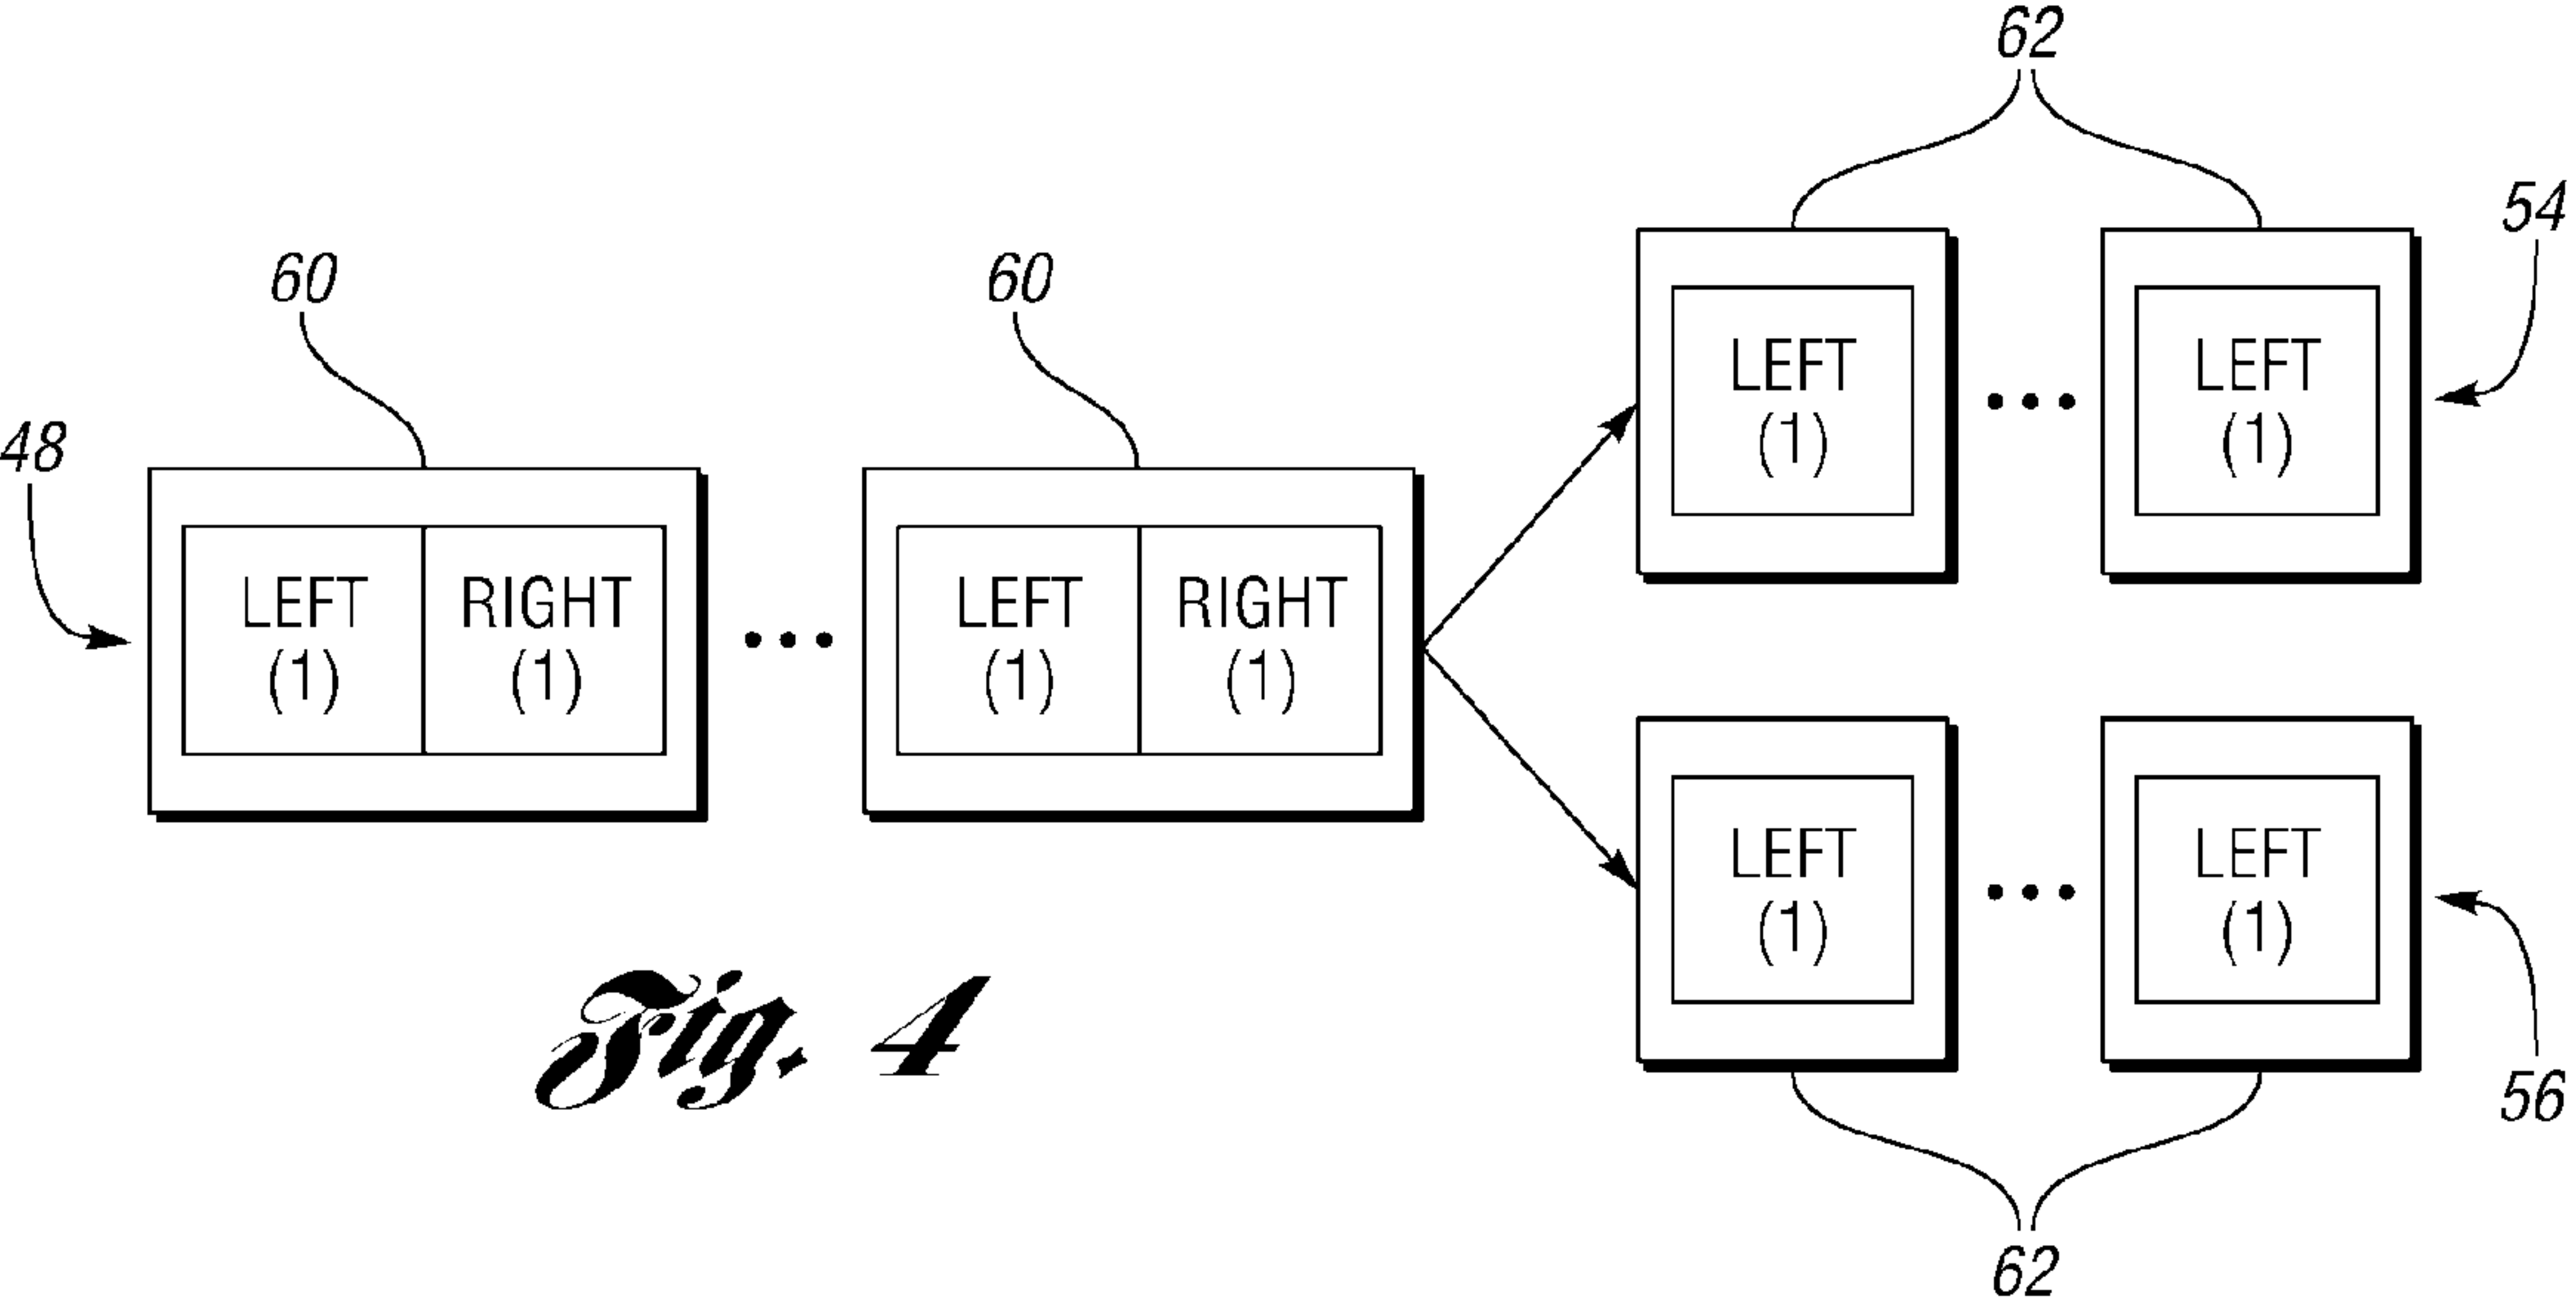 62
54
60
60
48
LEFT
(1)
LEFT
(1)
LEFT
(1)
RIGHT
(1)
LEFT
(1)
RIGHT
(1)
LEFT
(1)
LEFT
(1)
56
62
Fig. 4